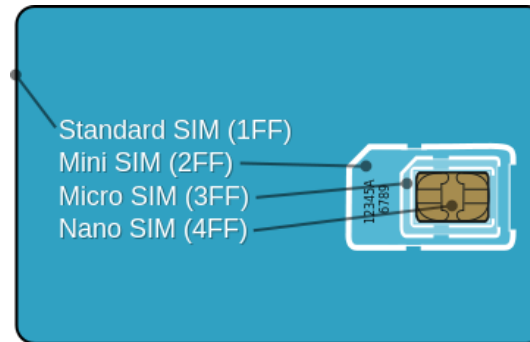 Standard SIM (1FF)
Mini SIM (2FF)
Micro SIM (3FF)
Nano SIM (4FF)
12345A
6789